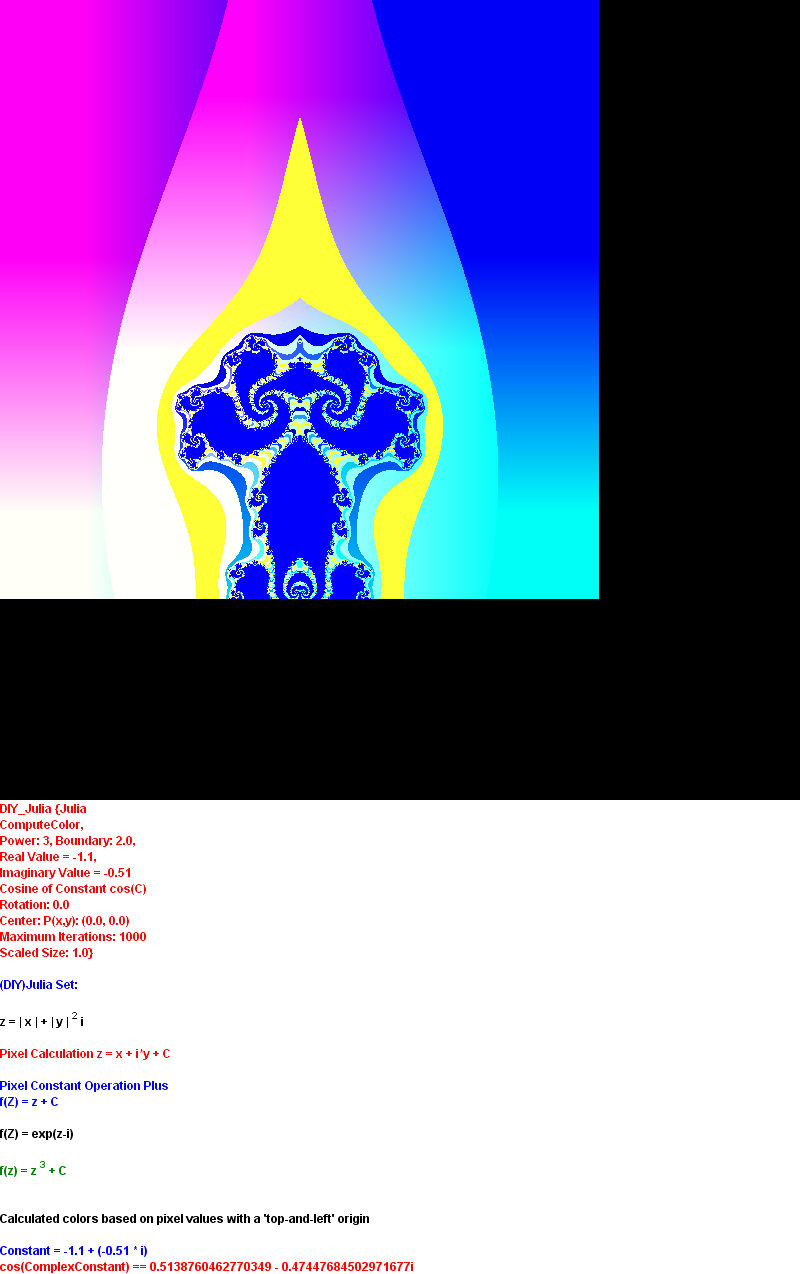 DIY_Julia {Julia
ComputeColor,
Power: 3, Boundary: 2.0,
Real Value = -1.1,
Imaginary Value = -0.51
Cosine of Constant cos(C)
Rotation: 0.0
Center: P(x,y): (0.0, 0.0)
Maximum Iterations: 1000
Scaled Size: 1.0}
(DIY)Julia Set:
z = | x | + | y | ² i
Pixel Calculation z = x + i*y + C
Pixel Constant Operation Plus
f(Z) = z + C
f(Z) = exp(z-i)
f(z) = z ³ + C
Calculated colors based on pixel values with a 'top-and-left' origin
Constant = -1.1 + (-0.51 * i)
cos(ComplexConstant) == 0.5138760462770349 - 0.47447684502971677i